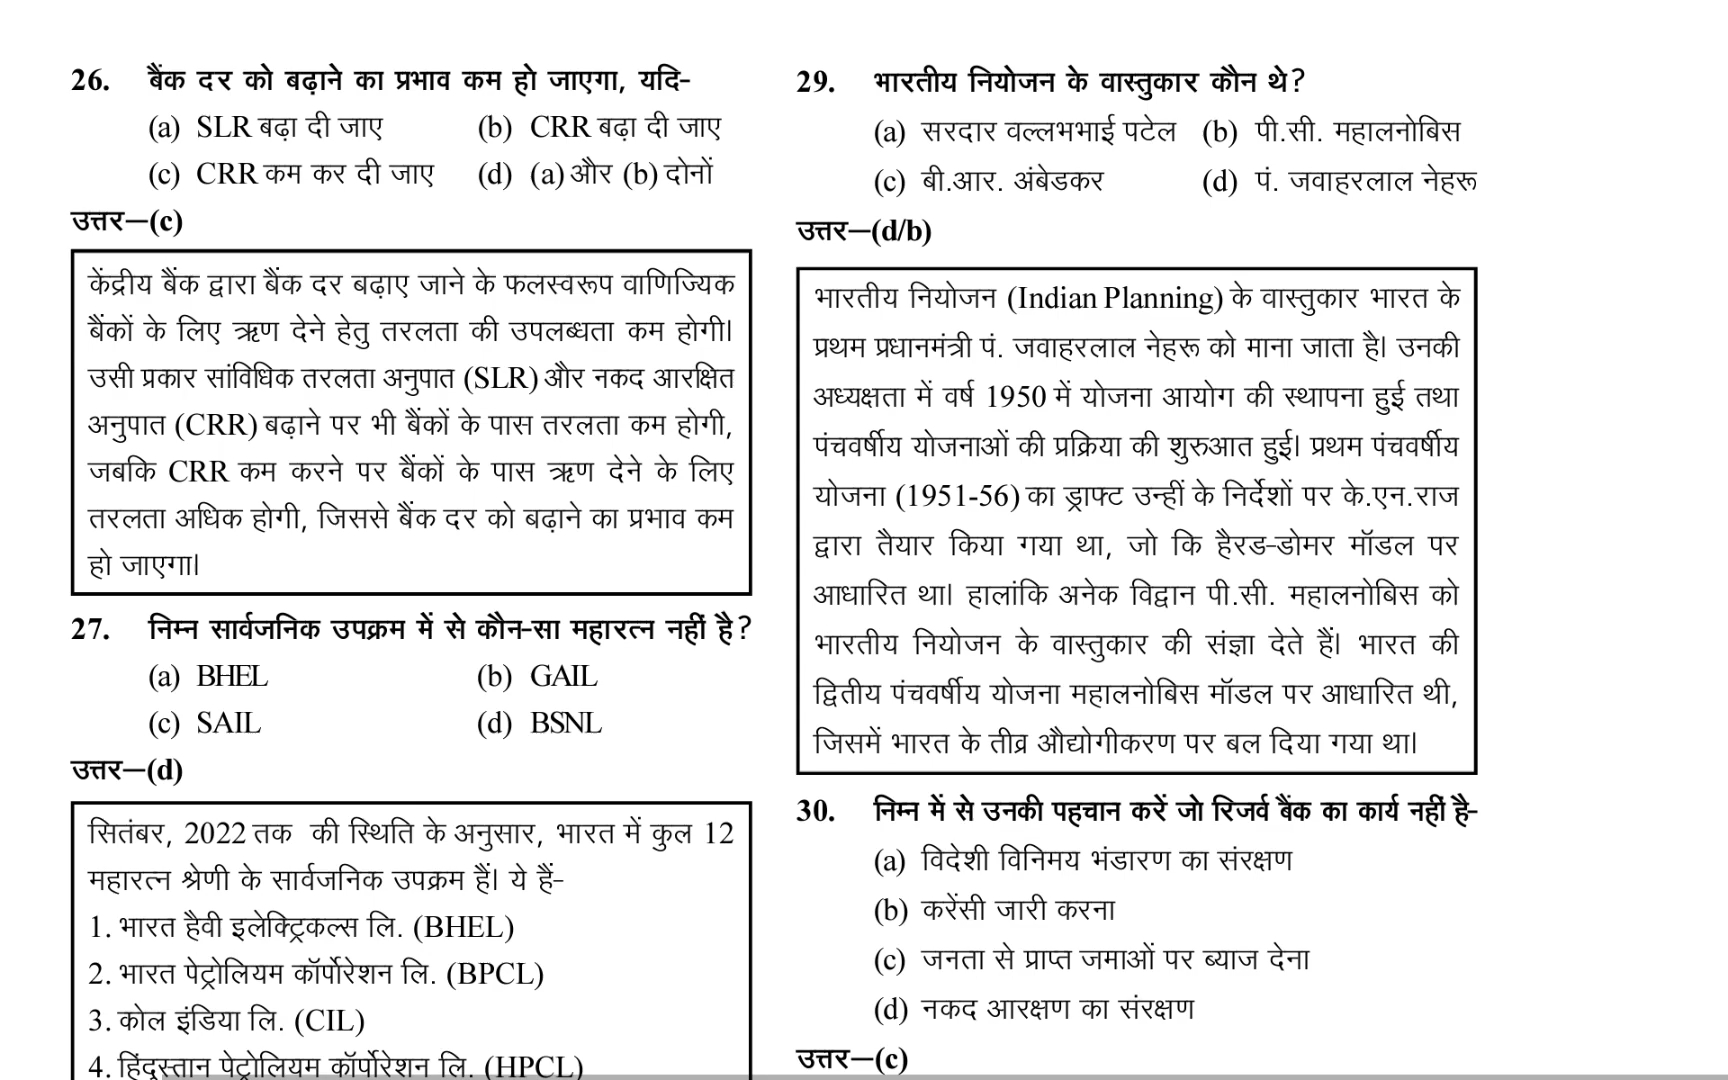 26. बैंक दर को बढ़ाने का प्रभाव कम हो जाएगा, यदि-
(a) SLR बढ़ा दी जाए (b) CRR बढ़ा दी जाए
(c) CRR कम कर दी जाए (d) (a) और (b) दोनों
उत्तर—(c)
केंद्रीय बैंक द्वारा बैंक दर बढ़ाए जाने के फलस्वरूप वाणिज्यिक
बैंकों के लिए ऋण देने हेतु तरलता की उपलब्धता कम होगी।
उसी प्रकार सांविधिक तरलता अनुपात (SLR) और नकद आरक्षित
अनुपात (CRR) बढ़ाने पर भी बैंकों के पास तरलता कम होगी,
जबकि CRR कम करने पर बैंकों के पास ऋण देने के लिए
तरलता अधिक होगी, जिससे बैंक दर को बढ़ाने का प्रभाव कम
हो जाएगा।
27. निम्न सार्वजनिक उपक्रम में से कौन-सा महारत्न नहीं है?
(a) BHEL (b) GAIL
(c) SAIL (d) BSNL
उत्तर—(d)
सितंबर, 2022 तक की स्थिति के अनुसार, भारत में कुल 12
महारत्न श्रेणी के सार्वजनिक उपक्रम हैं। ये हैं-
1. भारत हैवी इलेक्ट्रिकल्स लि. (BHEL)
2. भारत पेट्रोलियम कॉर्पोरेशन लि. (BPCL)
3. कोल इंडिया लि. (CIL)
4. हिंदुस्तान पेट्रोलियम कॉर्पोरेशन लि. (HPCL)
29. भारतीय नियोजन के वास्तुकार कौन थे?
(a) सरदार वल्लभभाई पटेल (b) पी.सी. महालनोबिस
(c) बी.आर. अंबेडकर (d) पं. जवाहरलाल नेहरू
उत्तर—(d/b)
भारतीय नियोजन (Indian Planning) के वास्तुकार भारत के
प्रथम प्रधानमंत्री पं. जवाहरलाल नेहरू को माना जाता है। उनकी
अध्यक्षता में वर्ष 1950 में योजना आयोग की स्थापना हुई तथा
पंचवर्षीय योजनाओं की प्रक्रिया की शुरुआत हुई। प्रथम पंचवर्षीय
योजना (1951-56) का ड्राफ्ट उन्हीं के निर्देशों पर के.एन.राज
द्वारा तैयार किया गया था, जो कि हैरड-डोमर मॉडल पर
आधारित था। हालांकि अनेक विद्वान पी.सी. महालनोबिस को
भारतीय नियोजन के वास्तुकार की संज्ञा देते हैं। भारत की
द्वितीय पंचवर्षीय योजना महालनोबिस मॉडल पर आधारित थी,
जिसमें भारत के तीव्र औद्योगीकरण पर बल दिया गया था।
30. निम्न में से उनकी पहचान करें जो रिजर्व बैंक का कार्य नहीं है-
(a) विदेशी विनिमय भंडारण का संरक्षण
(b) करेंसी जारी करना
(c) जनता से प्राप्त जमाओं पर ब्याज देना
(d) नकद आरक्षण का संरक्षण
उत्तर—(c)